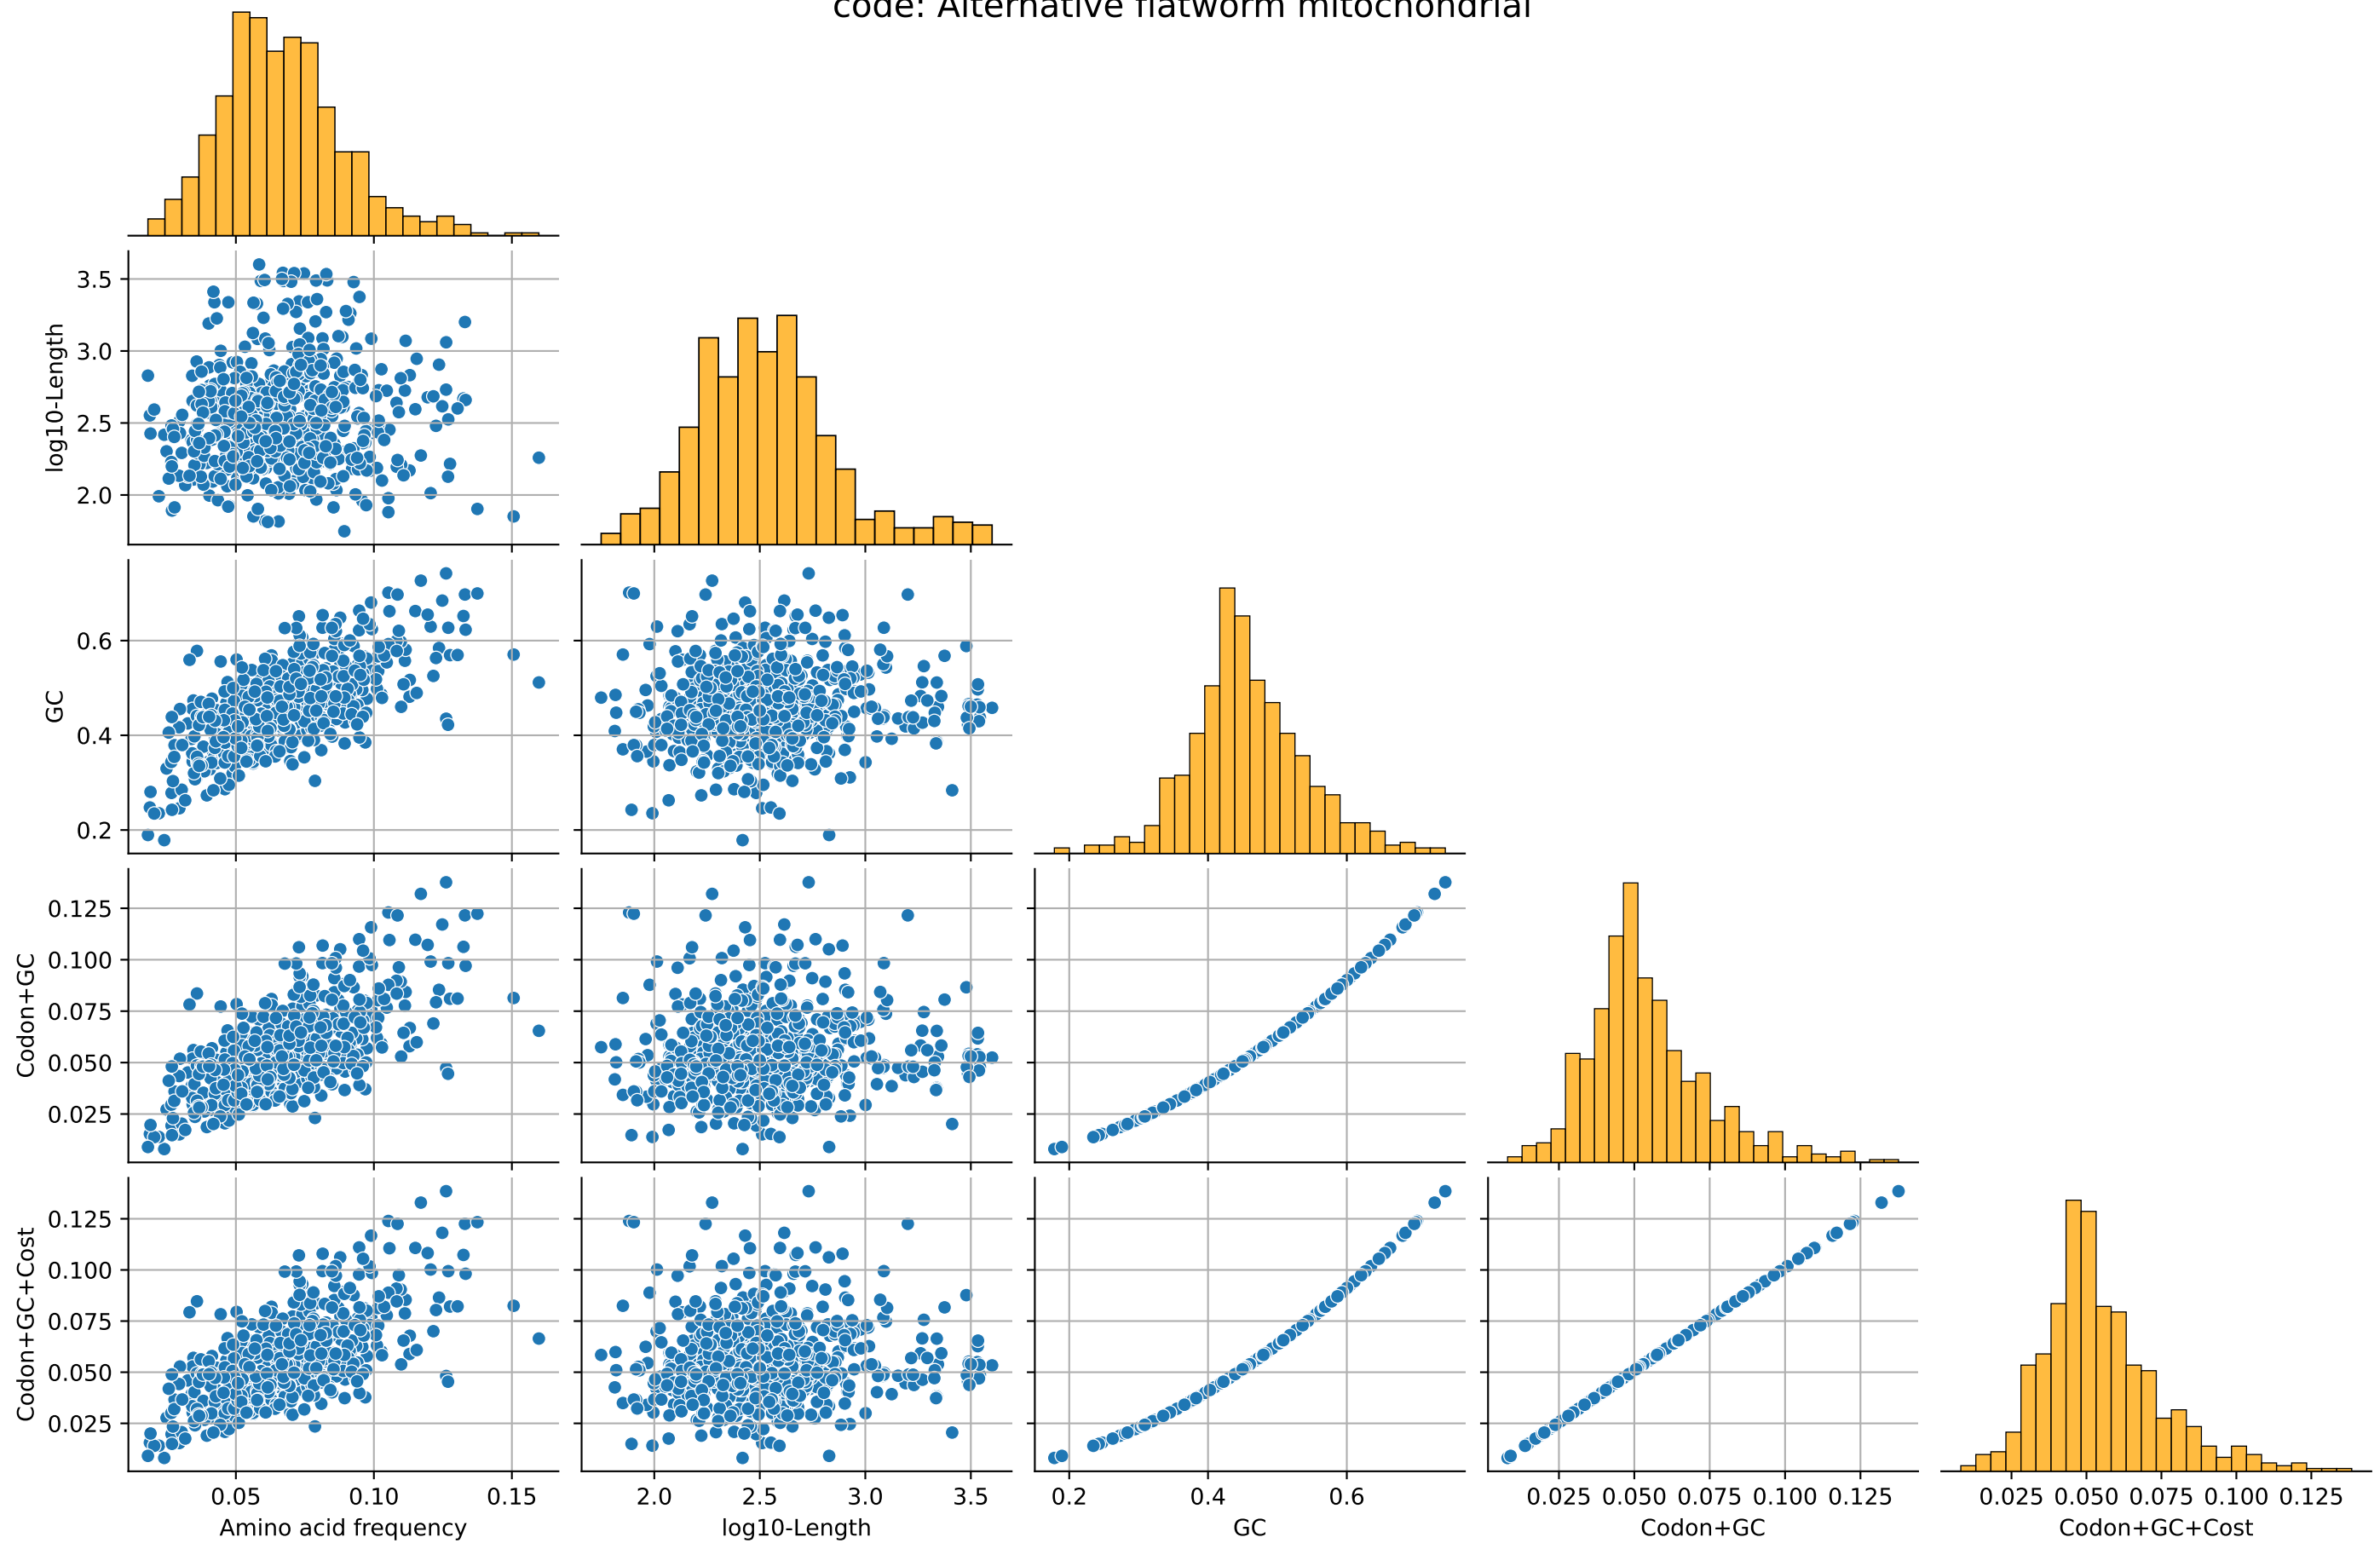 code: Alternative flatworm mitochondrial
3.5
3.0
2.5
2.0
log10-Length
0.6
0.4
0.2
GC
0.125
0.100
0.075
0.050
0.025
Codon+GC
0.125
0.100
0.075
0.050
0.025
Codon+GC+Cost
0.05 0.10 0.15
Amino acid frequency
2.0 2.5 3.0 3.5
log10-Length
0.2 0.4 0.6
GC
0.025 0.050 0.075 0.100 0.125
Codon+GC
0.025 0.050 0.075 0.100 0.125
Codon+GC+Cost